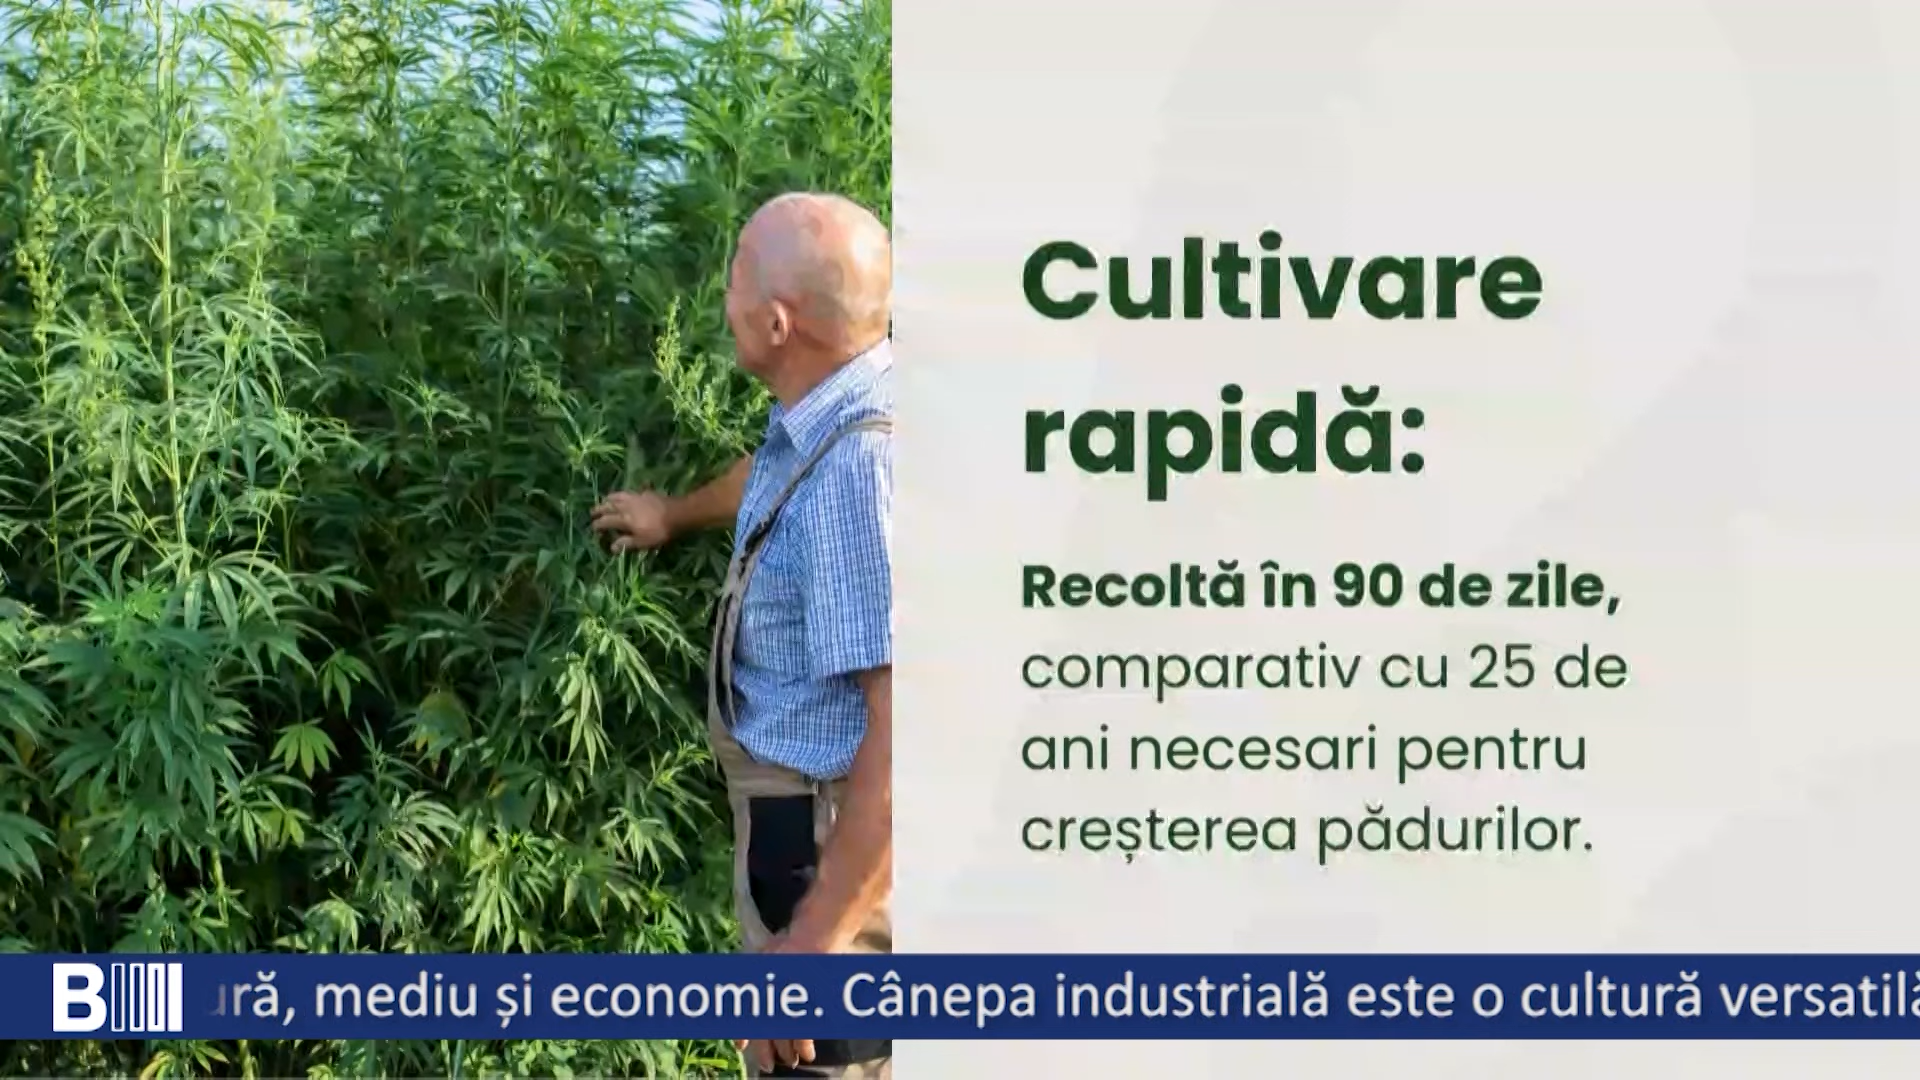 Cultivare
rapidă:
Recoltă în 90 de zile,
comparativ cu 25 de
ani necesari pentru
creșterea pădurilor.
B
mediu și economie. Cânepa industrială este o cultură versatilă